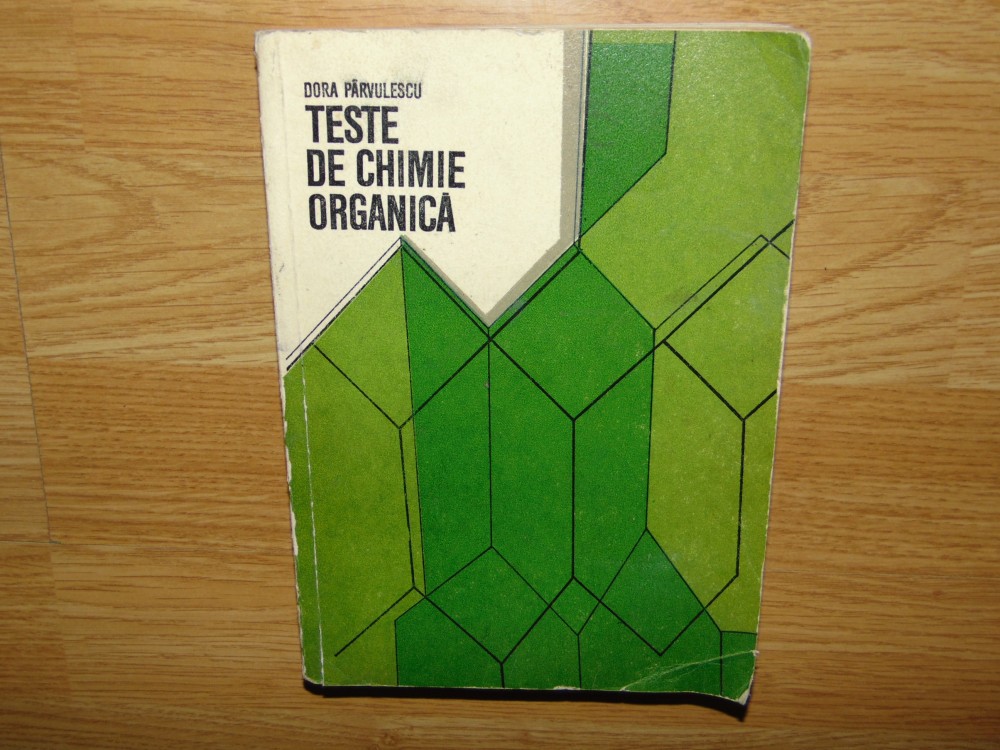 DORA PÂRVULESCU
TESTE
DE CHIMIE
ORGANICĂ